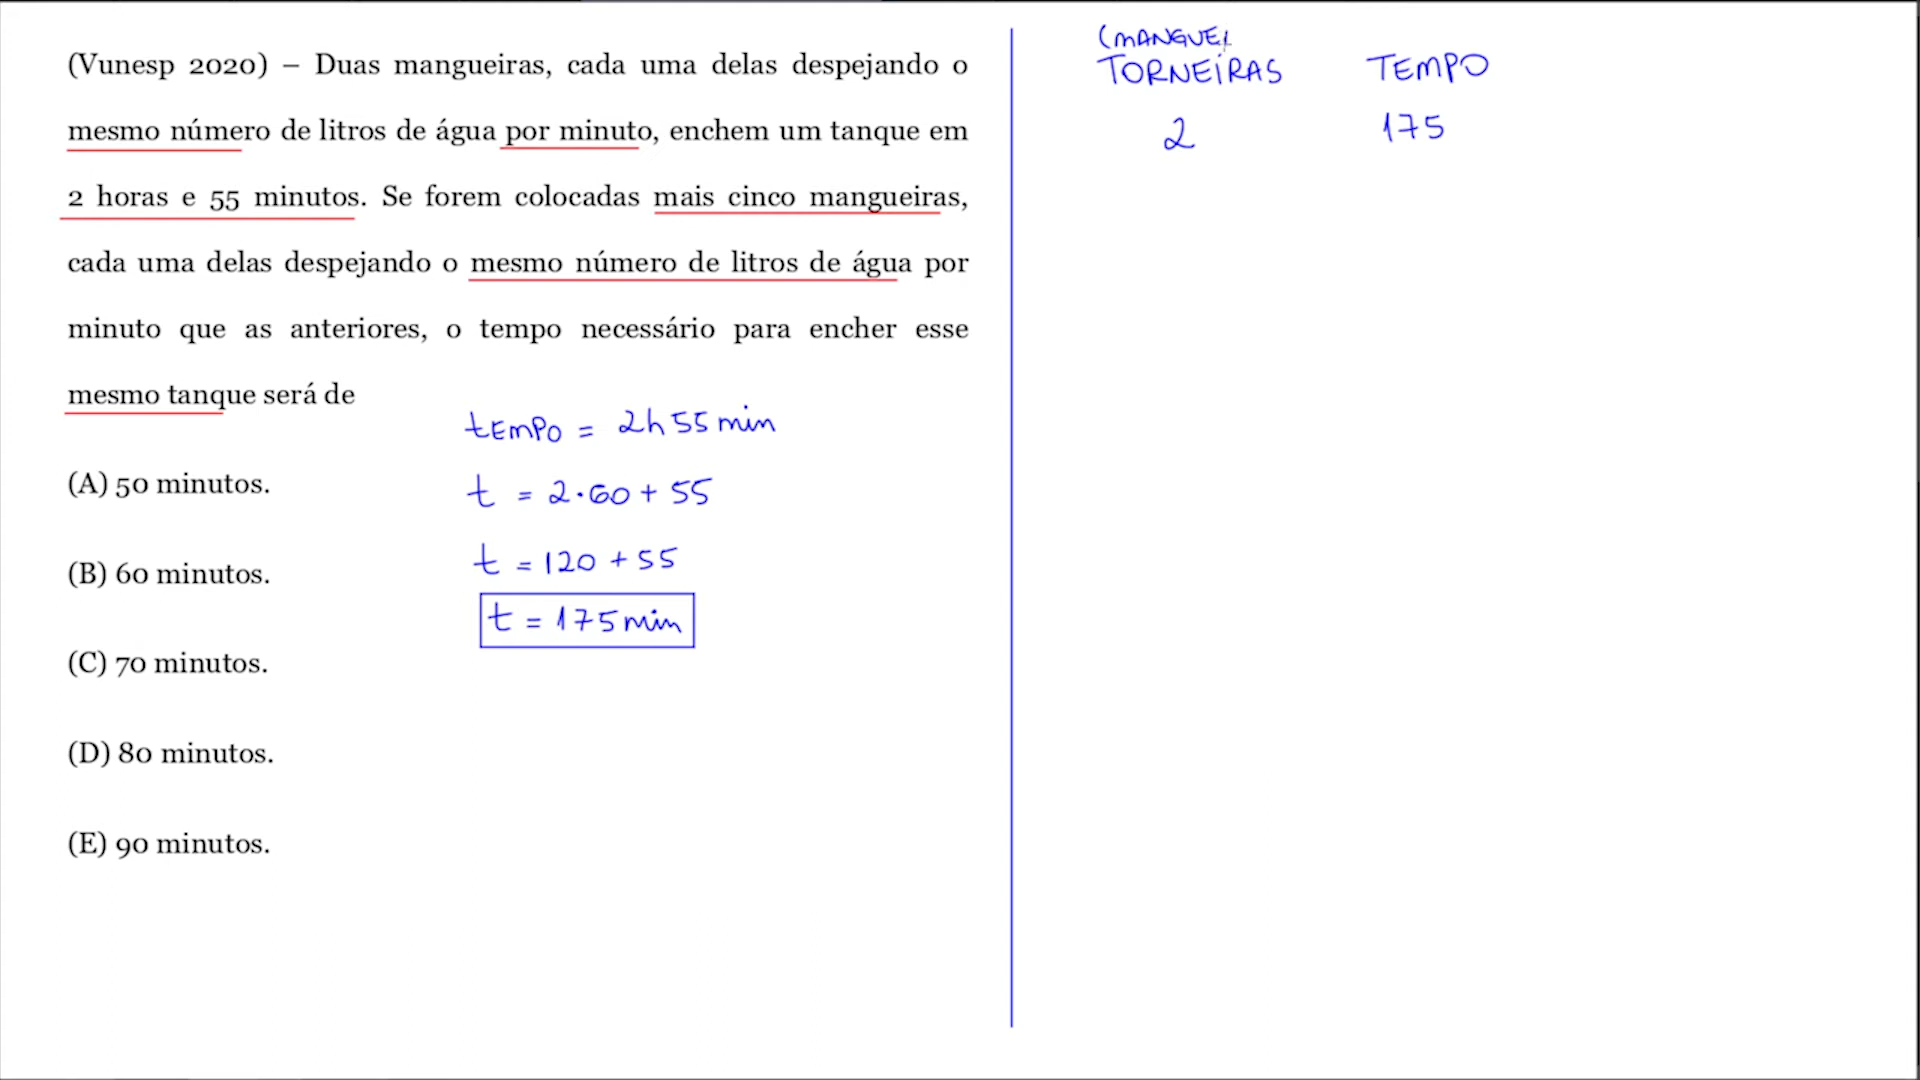 (Vunesp 2020) – Duas mangueiras, cada uma delas despejando o
mesmo número de litros de água por minuto, enchem um tanque em
2 horas e 55 minutos. Se forem colocadas mais cinco mangueiras,
cada uma delas despejando o mesmo número de litros de água por
minuto que as anteriores, o tempo necessário para encher esse
mesmo tanque será de
(A) 50 minutos.
(B) 60 minutos.
(C) 70 minutos.
(D) 80 minutos.
(E) 90 minutos.
tEMPO = 2h 55 min
t = 2·60 + 55
t = 120 + 55
t = 175 min
(MANGUEI
TORNEIRAS TEMPO
2 175